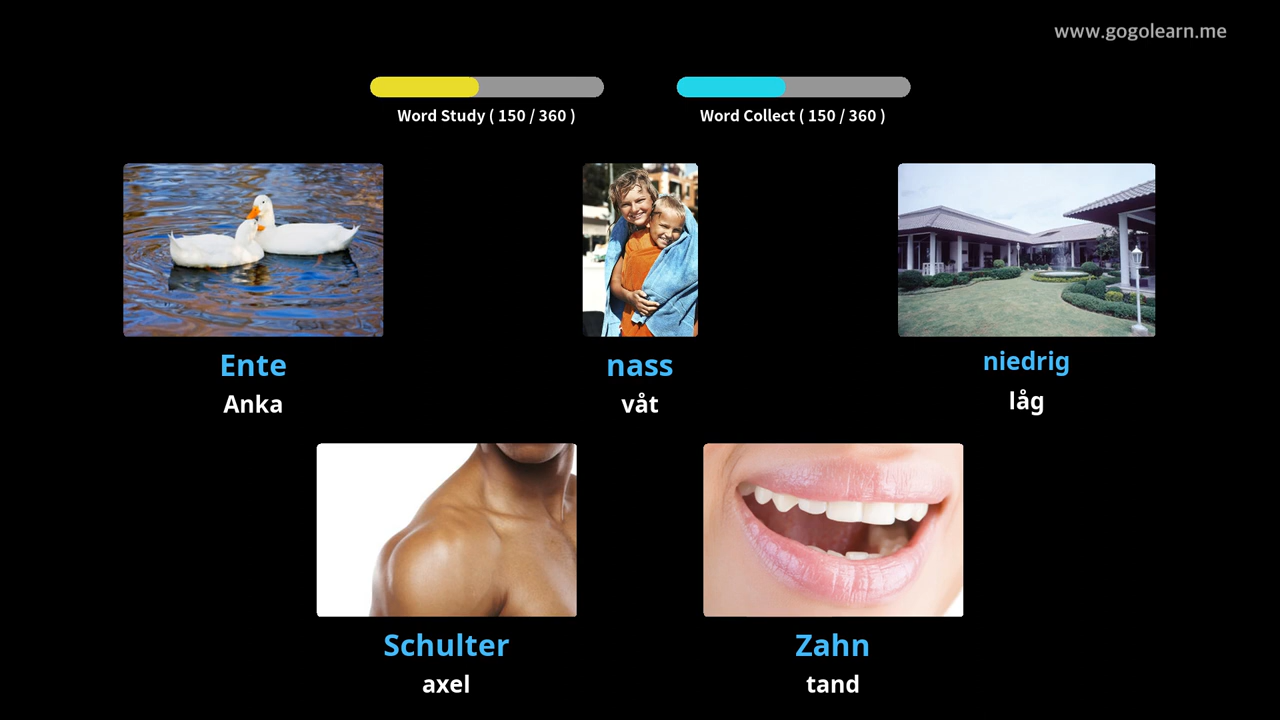 www.gogolearn.me
Word Study ( 150 / 360 )
Word Collect ( 150 / 360 )
Ente
Anka
nass
våt
niedrig
låg
Schulter
axel
Zahn
tand